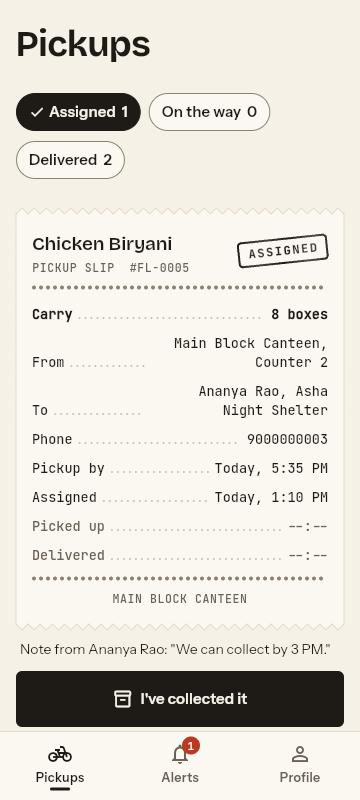 Pickups
Assigned 1
On the way 0
Delivered 2
Chicken Biryani
ASSIGNED
PICKUP SLIP #FL-0005
Carry 8 boxes
Main Block Canteen,
From Counter 2
Ananya Rao, Asha
To Night Shelter
Phone 9000000003
Pickup by Today, 5:35 PM
Assigned Today, 1:10 PM
Picked up --:--
Delivered --:--
MAIN BLOCK CANTEEN
Note from Ananya Rao: "We can collect by 3 PM."
I've collected it
1
Pickups Alerts Profile